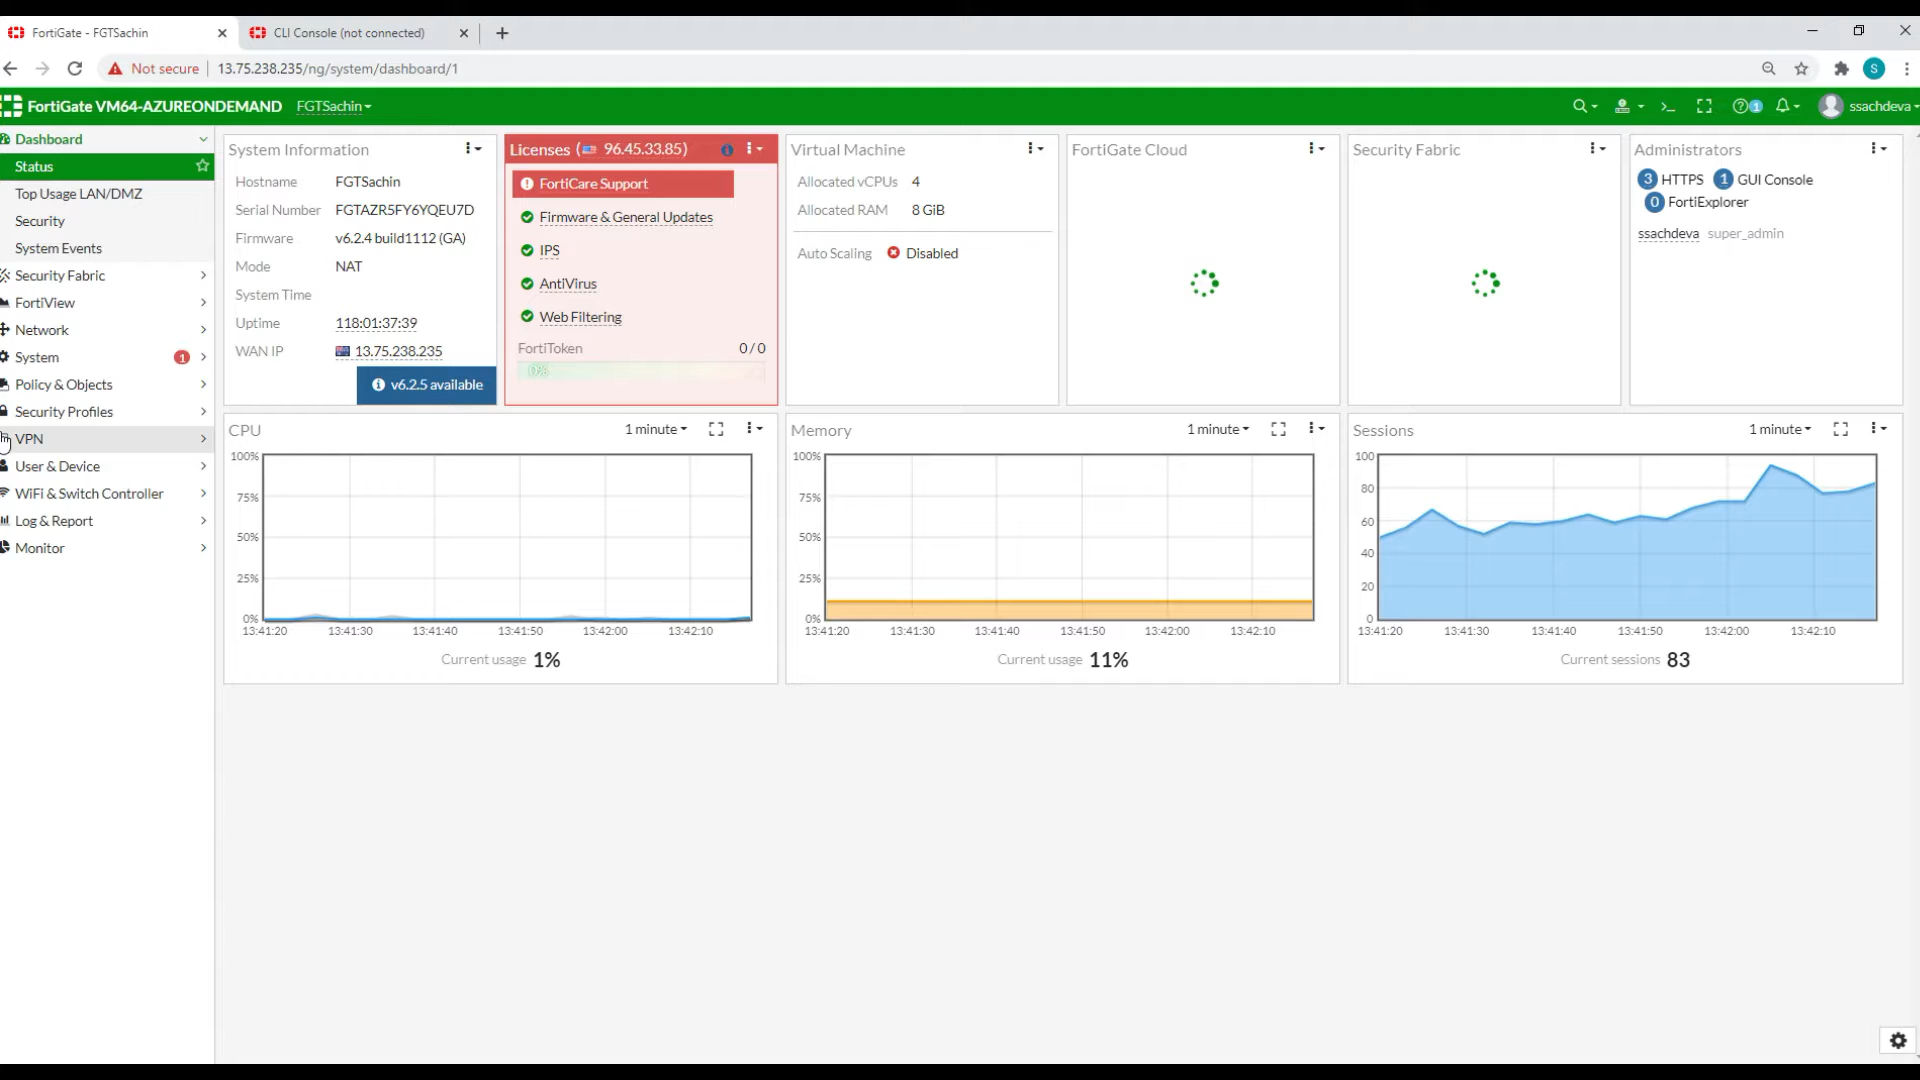 FortiGate - FGTSachin
CLI Console (not connected)
Not secure
13.75.238.235/ng/system/dashboard/1
S
FortiGate VM64-AZUREONDEMAND
FGTSachin
1
ssachdeva
Dashboard
Status
Top Usage LAN/DMZ
Security
System Events
Security Fabric
FortiView
Network
System
1
Policy & Objects
Security Profiles
VPN
User & Device
WiFi & Switch Controller
Log & Report
Monitor
System Information
Hostname FGTSachin
Serial Number FGTAZR5FY6YQEU7D
Firmware v6.2.4 build1112 (GA)
Mode NAT
System Time
Uptime 118:01:37:39
WAN IP 13.75.238.235
v6.2.5 available
Licenses ( 96.45.33.85)
FortiCare Support
Firmware & General Updates
IPS
AntiVirus
Web Filtering
FortiToken 0 / 0
0%
Virtual Machine
Allocated vCPUs 4
Allocated RAM 8 GiB
Auto Scaling Disabled
FortiGate Cloud
Security Fabric
Administrators
3 HTTPS 1 GUI Console
0 FortiExplorer
ssachdeva super_admin
CPU
1 minute
100%
75%
50%
25%
0%
13:41:20 13:41:30 13:41:40 13:41:50 13:42:00 13:42:10
Current usage 1%
Memory
1 minute
100%
75%
50%
25%
0%
13:41:20 13:41:30 13:41:40 13:41:50 13:42:00 13:42:10
Current usage 11%
Sessions
1 minute
100
80
60
40
20
0
13:41:20 13:41:30 13:41:40 13:41:50 13:42:00 13:42:10
Current sessions 83